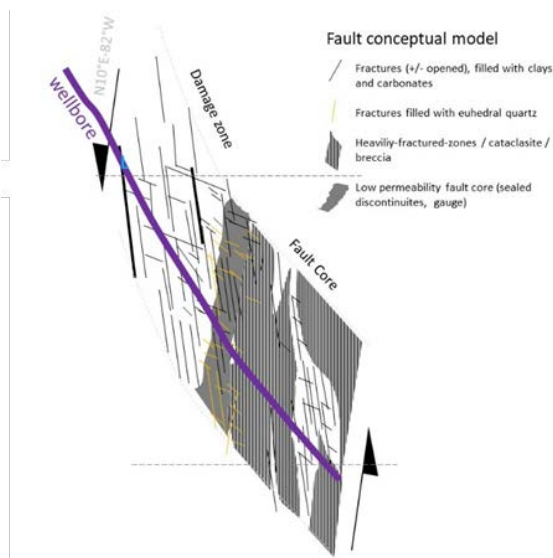 N10°E-82°W
wellbore
Damage zone
Fault Core
Fault conceptual model
Fractures (+/- opened), filled with clays
and carbonates
Fractures filled with euhedral quartz
Heaviliy-fractured-zones / cataclasite /
breccia
Low permeability fault core (sealed
discontinuites, gauge)